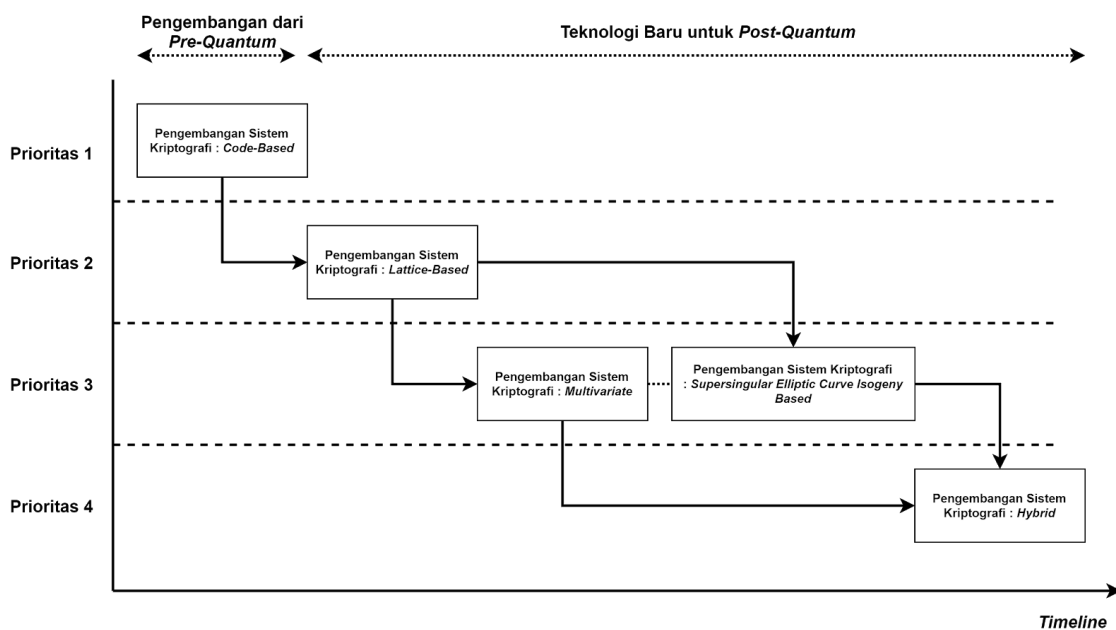 Pengembangan dari
Pre-Quantum
Teknologi Baru untuk Post-Quantum
Prioritas 1
Pengembangan Sistem
Kriptografi : Code-Based
Prioritas 2
Pengembangan Sistem
Kriptografi : Lattice-Based
Prioritas 3
Pengembangan Sistem
Kriptografi : Multivariate
Pengembangan Sistem Kriptografi
: Supersingular Elliptic Curve Isogeny
Based
Prioritas 4
Pengembangan Sistem
Kriptografi : Hybrid
Timeline